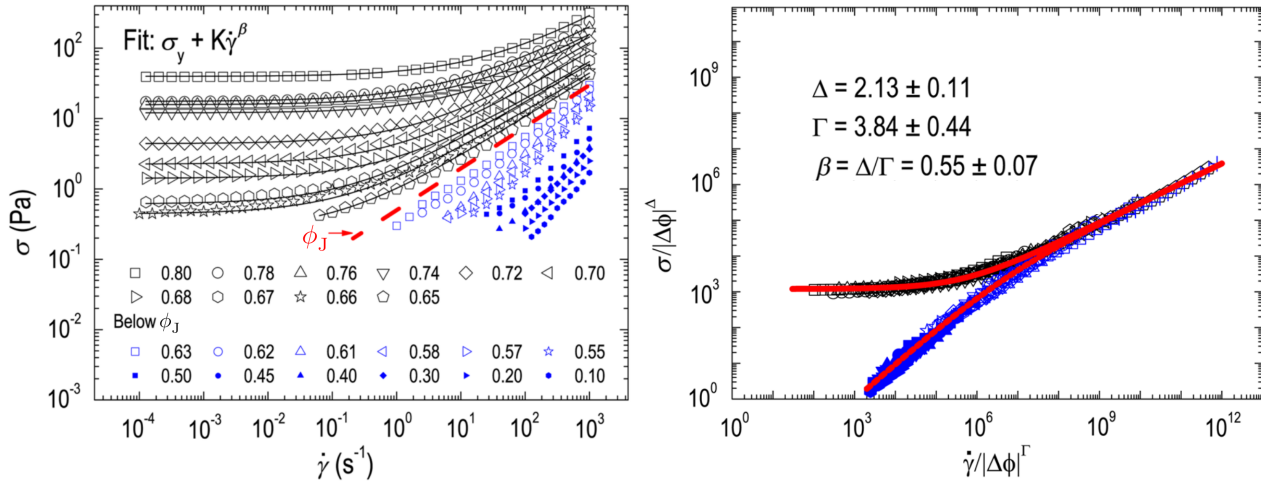 Fit: σy + Kγ̇^β
σ (Pa)
10^2
10^1
10^0
10^-1
10^-2
10^-3
ϕJ
0.80 0.78 0.76 0.74 0.72 0.70
0.68 0.67 0.66 0.65
Below ϕJ
0.63 0.62 0.61 0.58 0.57 0.55
0.50 0.45 0.40 0.30 0.20 0.10
10^-4 10^-3 10^-2 10^-1 10^0 10^1 10^2 10^3
γ̇ (s^-1)
σ/|Δϕ|^Δ
10^9
10^6
10^3
10^0
Δ = 2.13 ± 0.11
Γ = 3.84 ± 0.44
β = Δ/Γ = 0.55 ± 0.07
10^0 10^3 10^6 10^9 10^12
γ̇/|Δϕ|^Γ